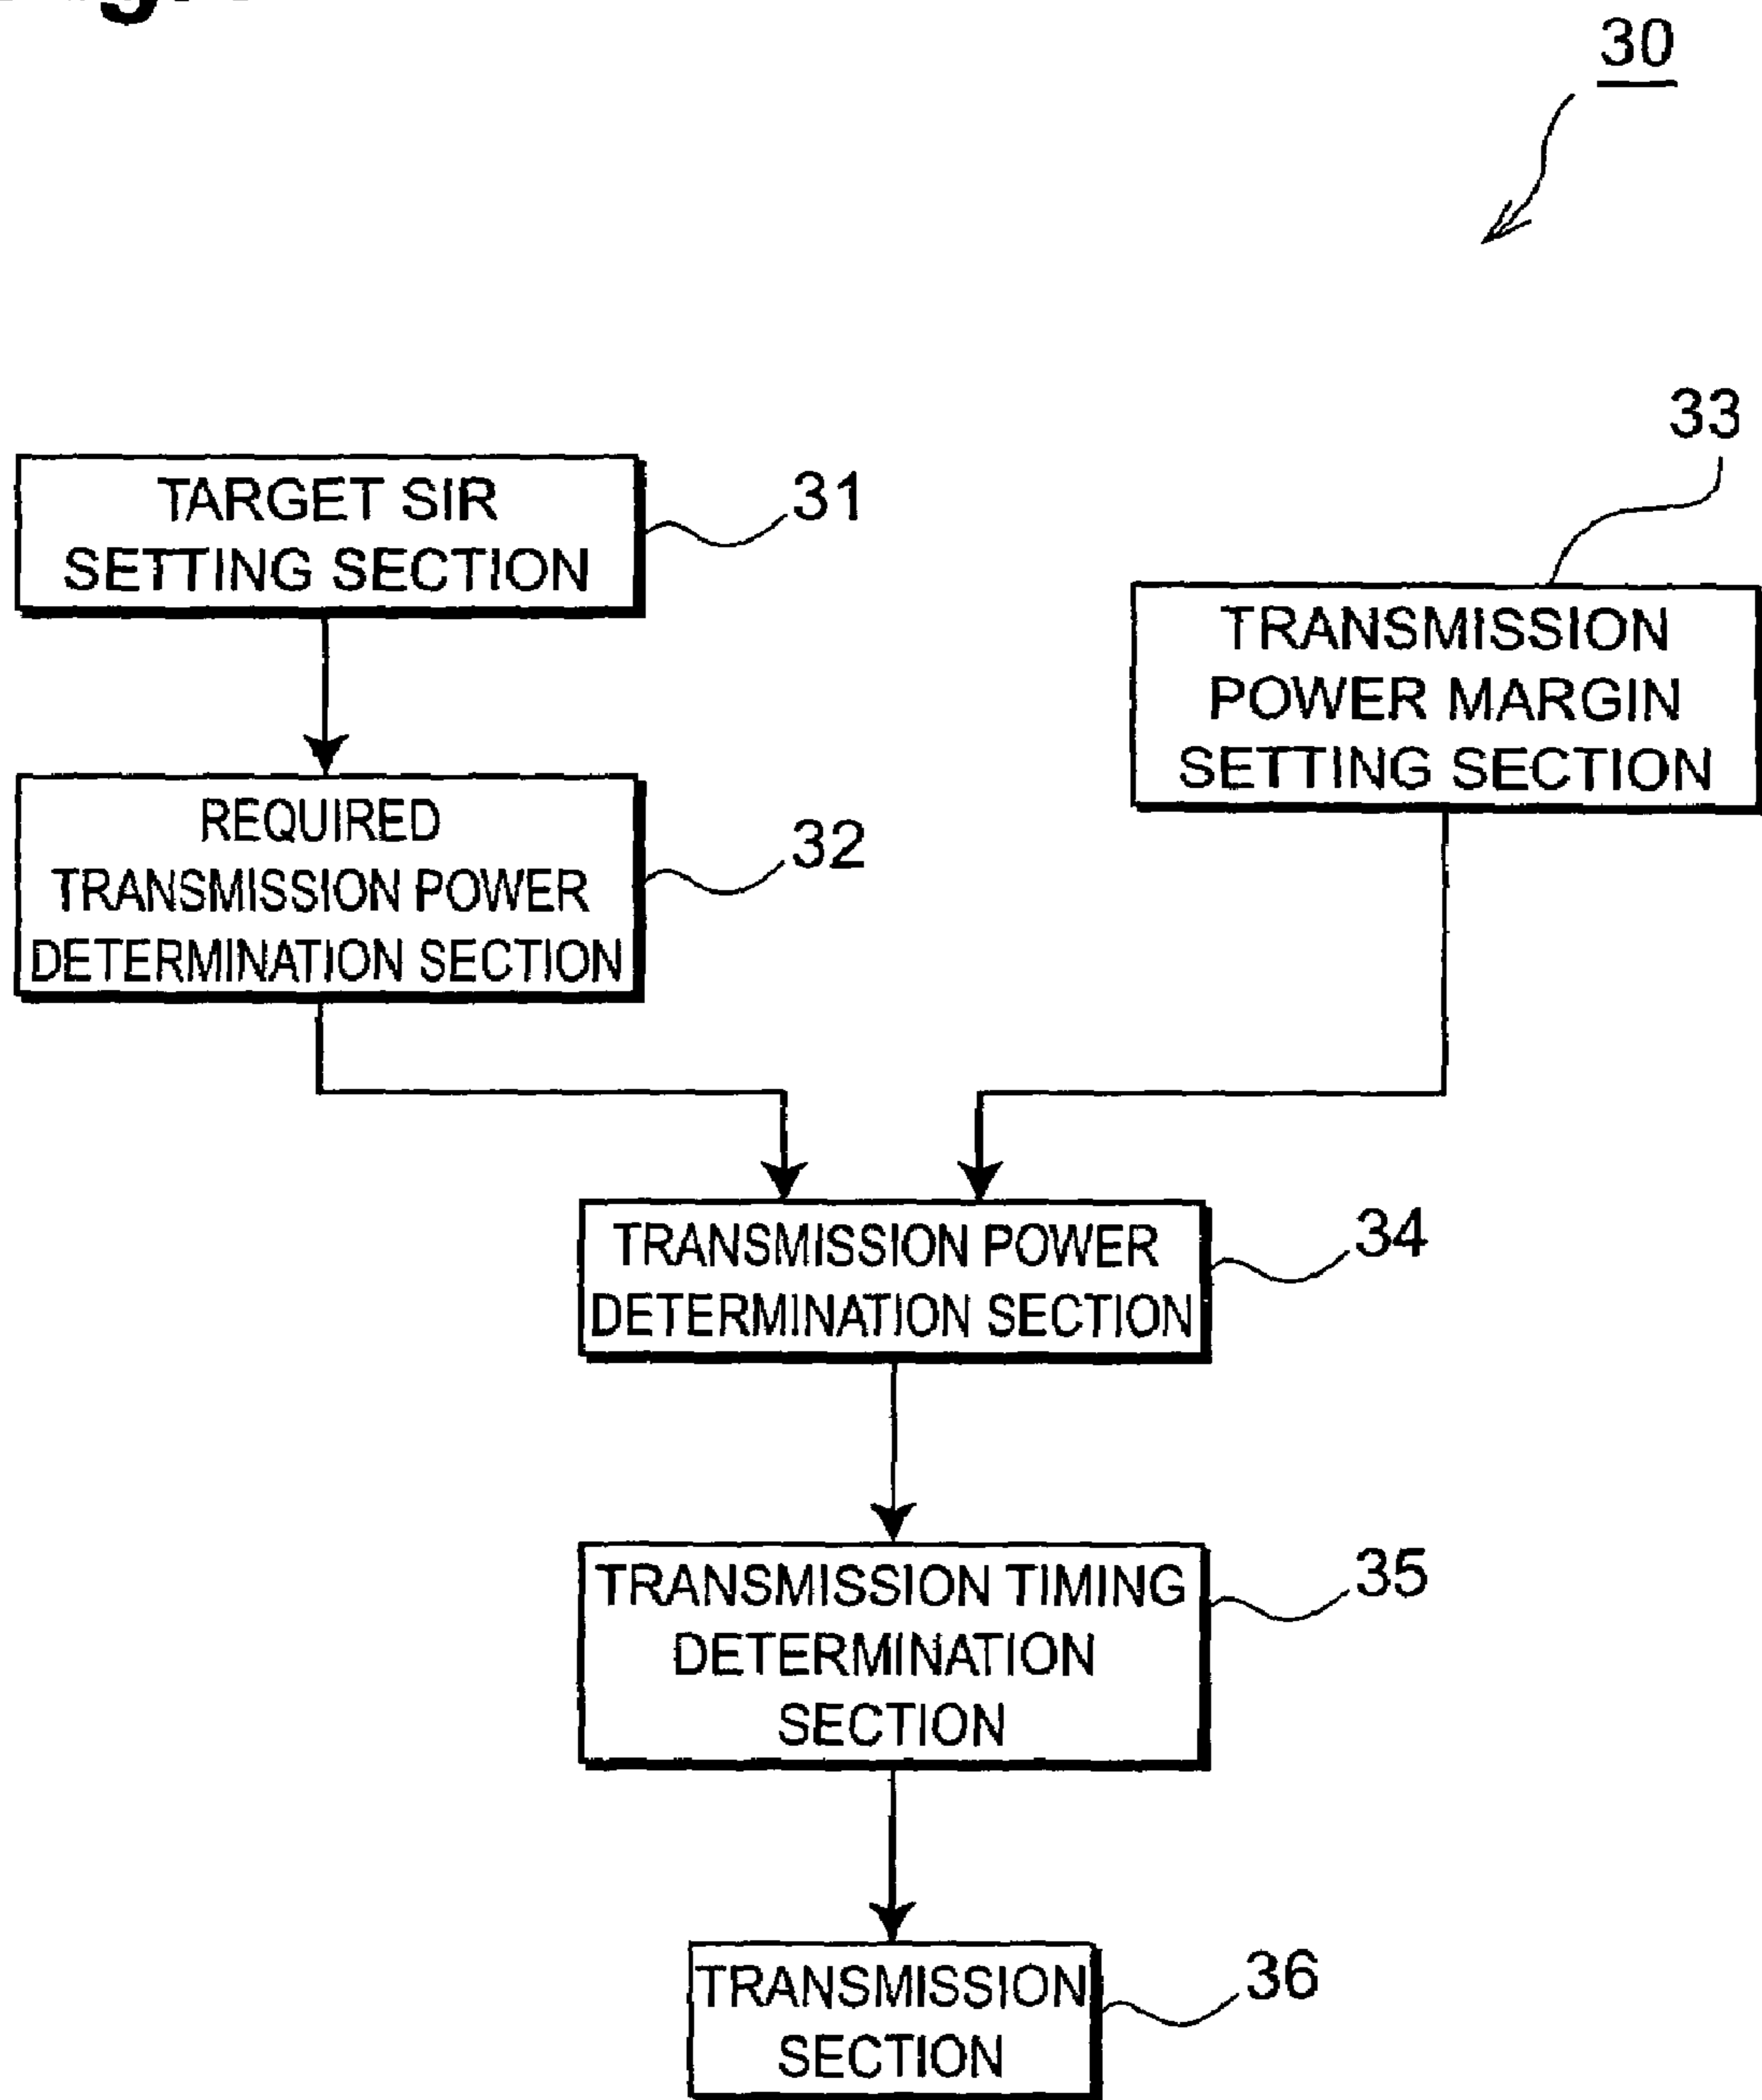 30
33
TARGET SIR
SETTING SECTION
31
TRANSMISSION
POWER MARGIN
SETTING SECTION
REQUIRED
TRANSMISSION POWER
DETERMINATION SECTION
32
TRANSMISSION POWER
DETERMINATION SECTION
34
TRANSMISSION TIMING
DETERMINATION
SECTION
35
TRANSMISSION
SECTION
36